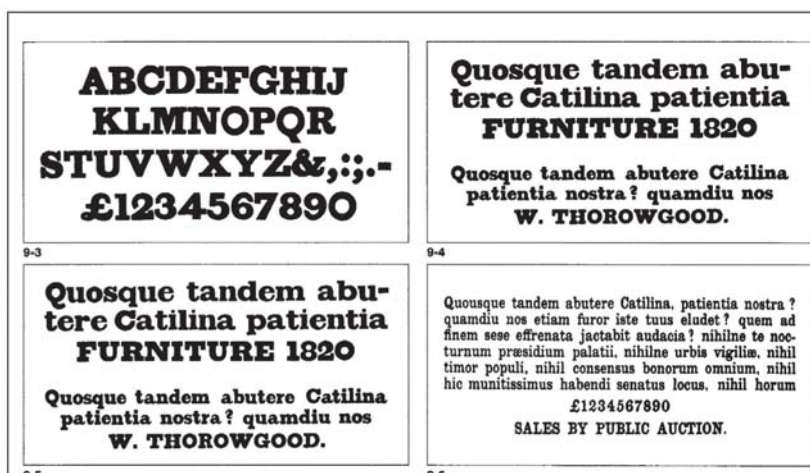 ABCDEFGHIJ
KLMNOPQR
STUVWXYZ&,:;.-
£1234567890
9-3
Quosque tandem abu-
tere Catilina patientia
FURNITURE 1820
Quosque tandem abutere Catilina
patientia nostra? quamdiu nos
W. THOROWGOOD.
9-4
Quosque tandem abu-
tere Catilina patientia
FURNITURE 1820
Quosque tandem abutere Catilina
patientia nostra? quamdiu nos
W. THOROWGOOD.
Quousque tandem abutere Catilina, patientia nostra?
quamdiu nos etiam furor iste tuus eludet? quem ad
finem sese effrenata jactabit audacia? nihilne te noc-
turnum præsidium palatii, nihilne urbis vigiliæ, nihil
timor populi, nihil consensus bonorum omnium, nihil
hic munitissimus habendi senatus locus, nihil horum
£1234567890
SALES BY PUBLIC AUCTION.